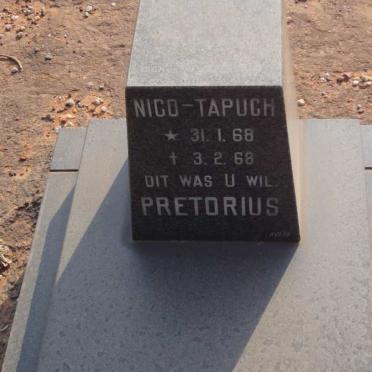 NICO-TAPUCH
★ 31.1.68
† 3.2.68
DIT WAS U WIL.
PRETORIUS